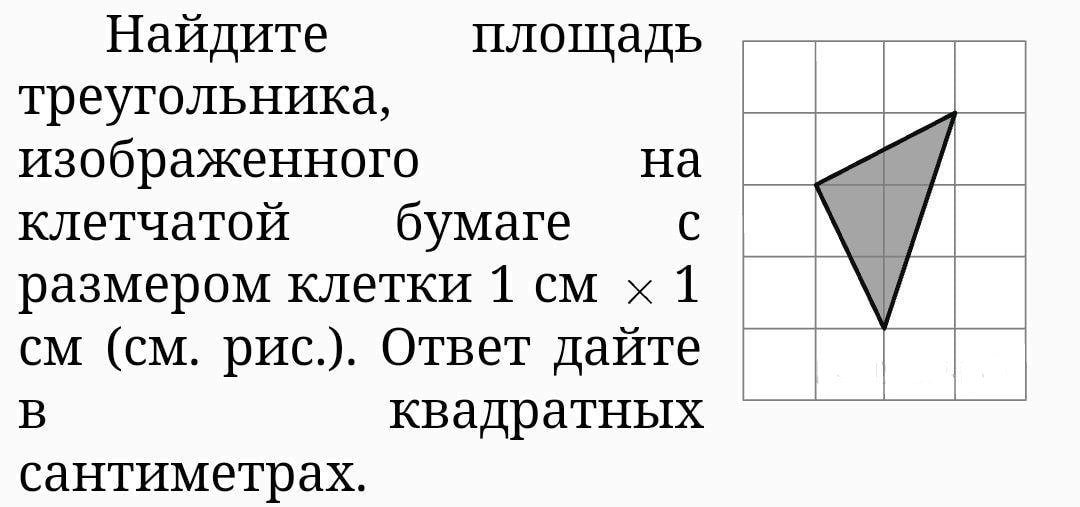 Найдите площадь
треугольника,
изображенного на
клетчатой бумаге с
размером клетки 1 см × 1
см (см. рис.). Ответ дайте
в квадратных
сантиметрах.